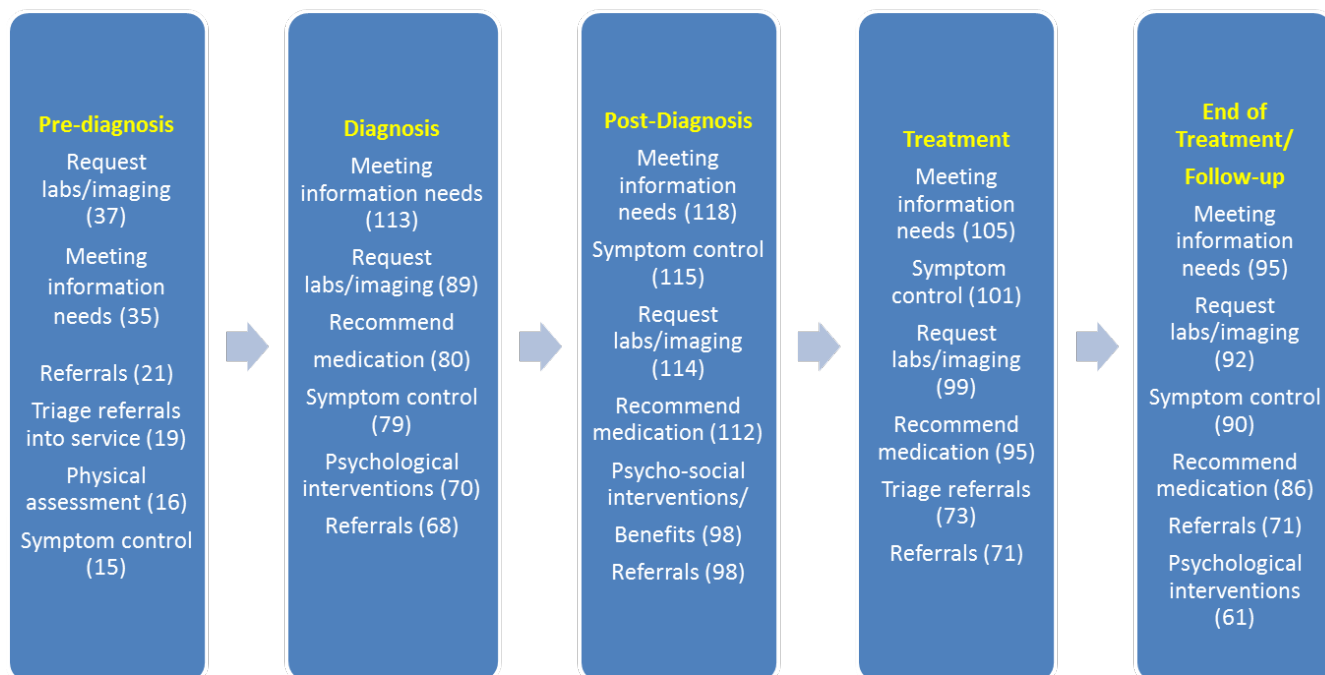 Pre-diagnosis
Request
labs/imaging
(37)
Meeting
information
needs (35)
Referrals (21)
Triage referrals
into service (19)
Physical
assessment (16)
Symptom control
(15)
Diagnosis
Meeting
information needs
(113)
Request
labs/imaging (89)
Recommend
medication (80)
Symptom control
(79)
Psychological
interventions (70)
Referrals (68)
Post-Diagnosis
Meeting
information
needs (118)
Symptom control
(115)
Request
labs/imaging
(114)
Recommend
medication (112)
Psycho-social
interventions/
Benefits (98)
Referrals (98)
Treatment
Meeting
information
needs (105)
Symptom
control (101)
Request
labs/imaging
(99)
Recommend
medication (95)
Triage referrals
(73)
Referrals (71)
End of
Treatment/
Follow-up
Meeting
information
needs (95)
Request
labs/imaging
(92)
Symptom control
(90)
Recommend
medication (86)
Referrals (71)
Psychological
interventions
(61)